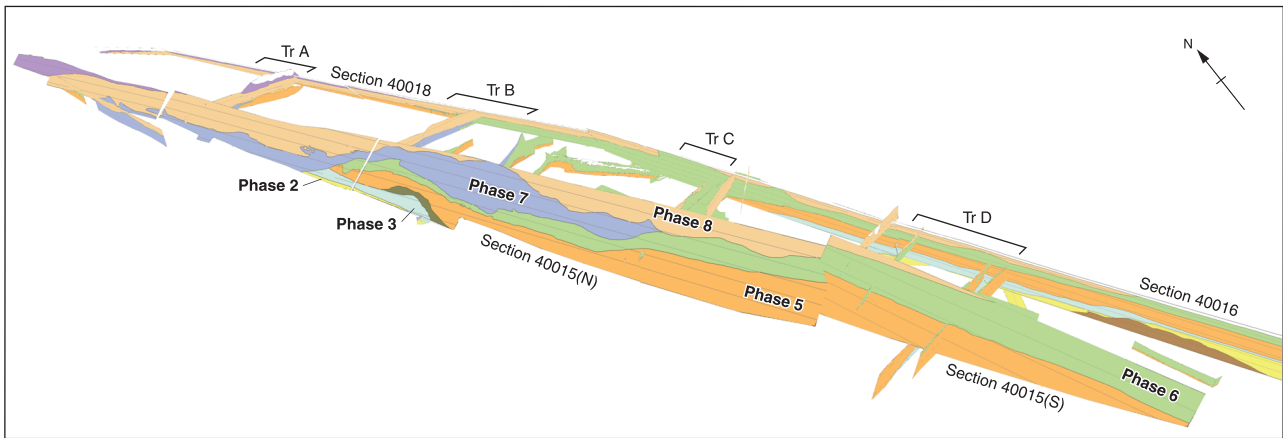 N
Tr A
Section 40018
Tr B
Tr C
Phase 2
Phase 7
Phase 3
Phase 8
Tr D
Section 40015(N)
Section 40016
Phase 5
Section 40015(S)
Phase 6